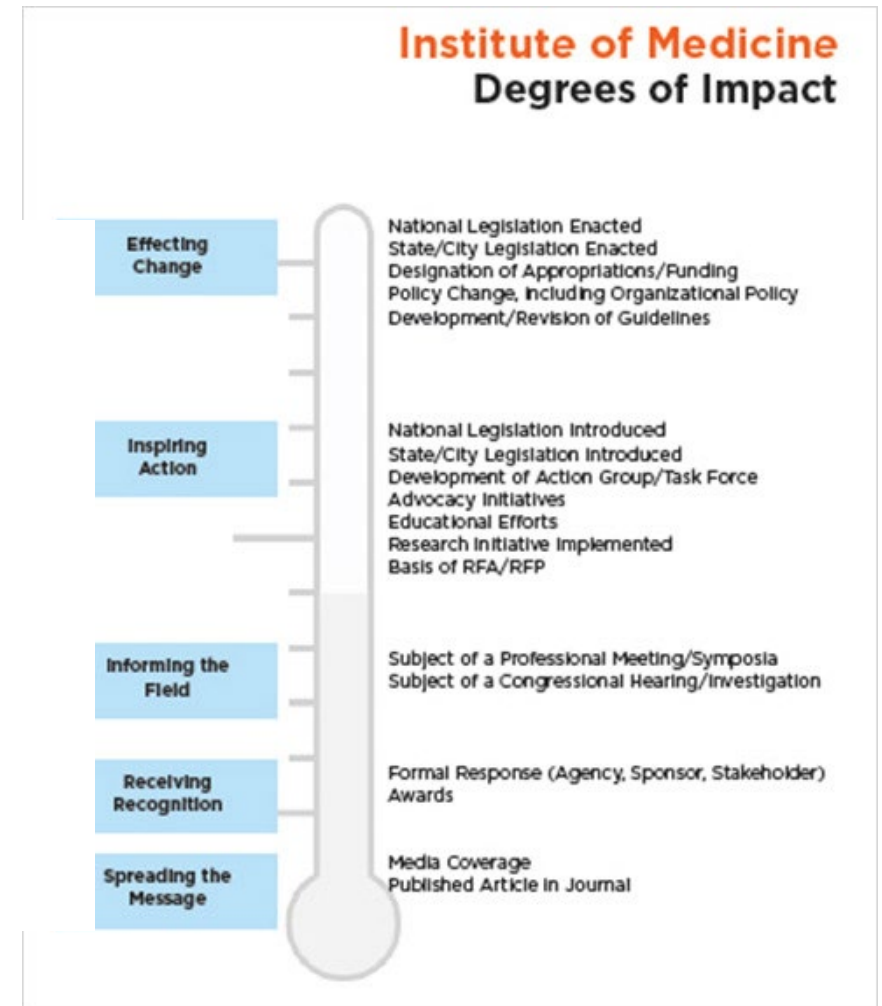 Institute of Medicine
Degrees of Impact
Effecting
Change
National Legislation Enacted
State/City Legislation Enacted
Designation of Appropriations/Funding
Policy Change, Including Organizational Policy
Development/Revision of Guidelines
Inspiring
Action
National Legislation Introduced
State/City Legislation Introduced
Development of Action Group/Task Force
Advocacy Initiatives
Educational Efforts
Research Initiative Implemented
Basis of RFA/RFP
Informing the
Field
Subject of a Professional Meeting/Symposia
Subject of a Congressional Hearing/Investigation
Receiving
Recognition
Formal Response (Agency, Sponsor, Stakeholder)
Awards
Spreading the
Message
Media Coverage
Published Article in Journal